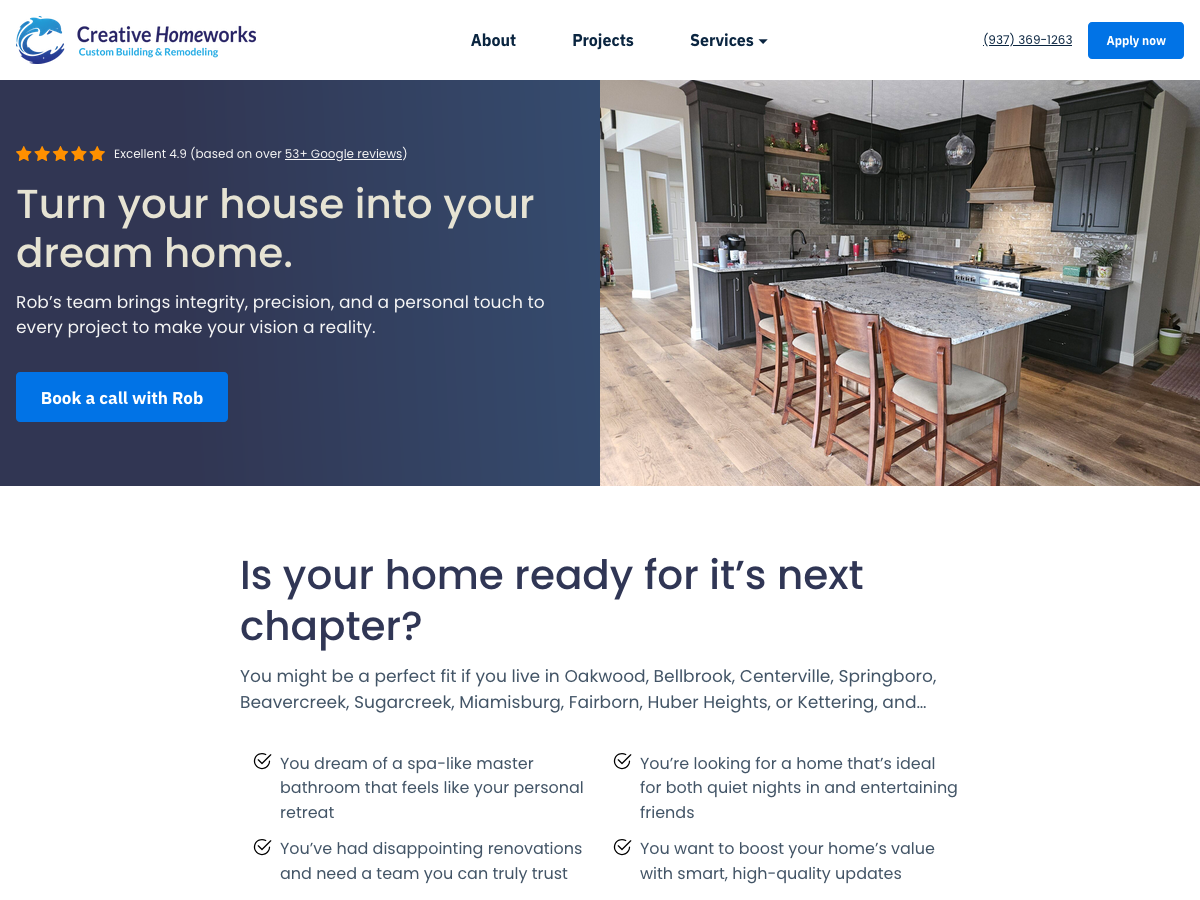 Creative Homeworks
Custom Building & Remodeling
About
Projects
Services
(937) 369-1263
Apply now
Excellent 4.9 (based on over 53+ Google reviews)
Turn your house into your
dream home.
Rob’s team brings integrity, precision, and a personal touch to
every project to make your vision a reality.
Book a call with Rob
Is your home ready for it’s next
chapter?
You might be a perfect fit if you live in Oakwood, Bellbrook, Centerville, Springboro,
Beavercreek, Sugarcreek, Miamisburg, Fairborn, Huber Heights, or Kettering, and…
You dream of a spa-like master
bathroom that feels like your personal
retreat
You’re looking for a home that’s ideal
for both quiet nights in and entertaining
friends
You’ve had disappointing renovations
and need a team you can truly trust
You want to boost your home’s value
with smart, high-quality updates